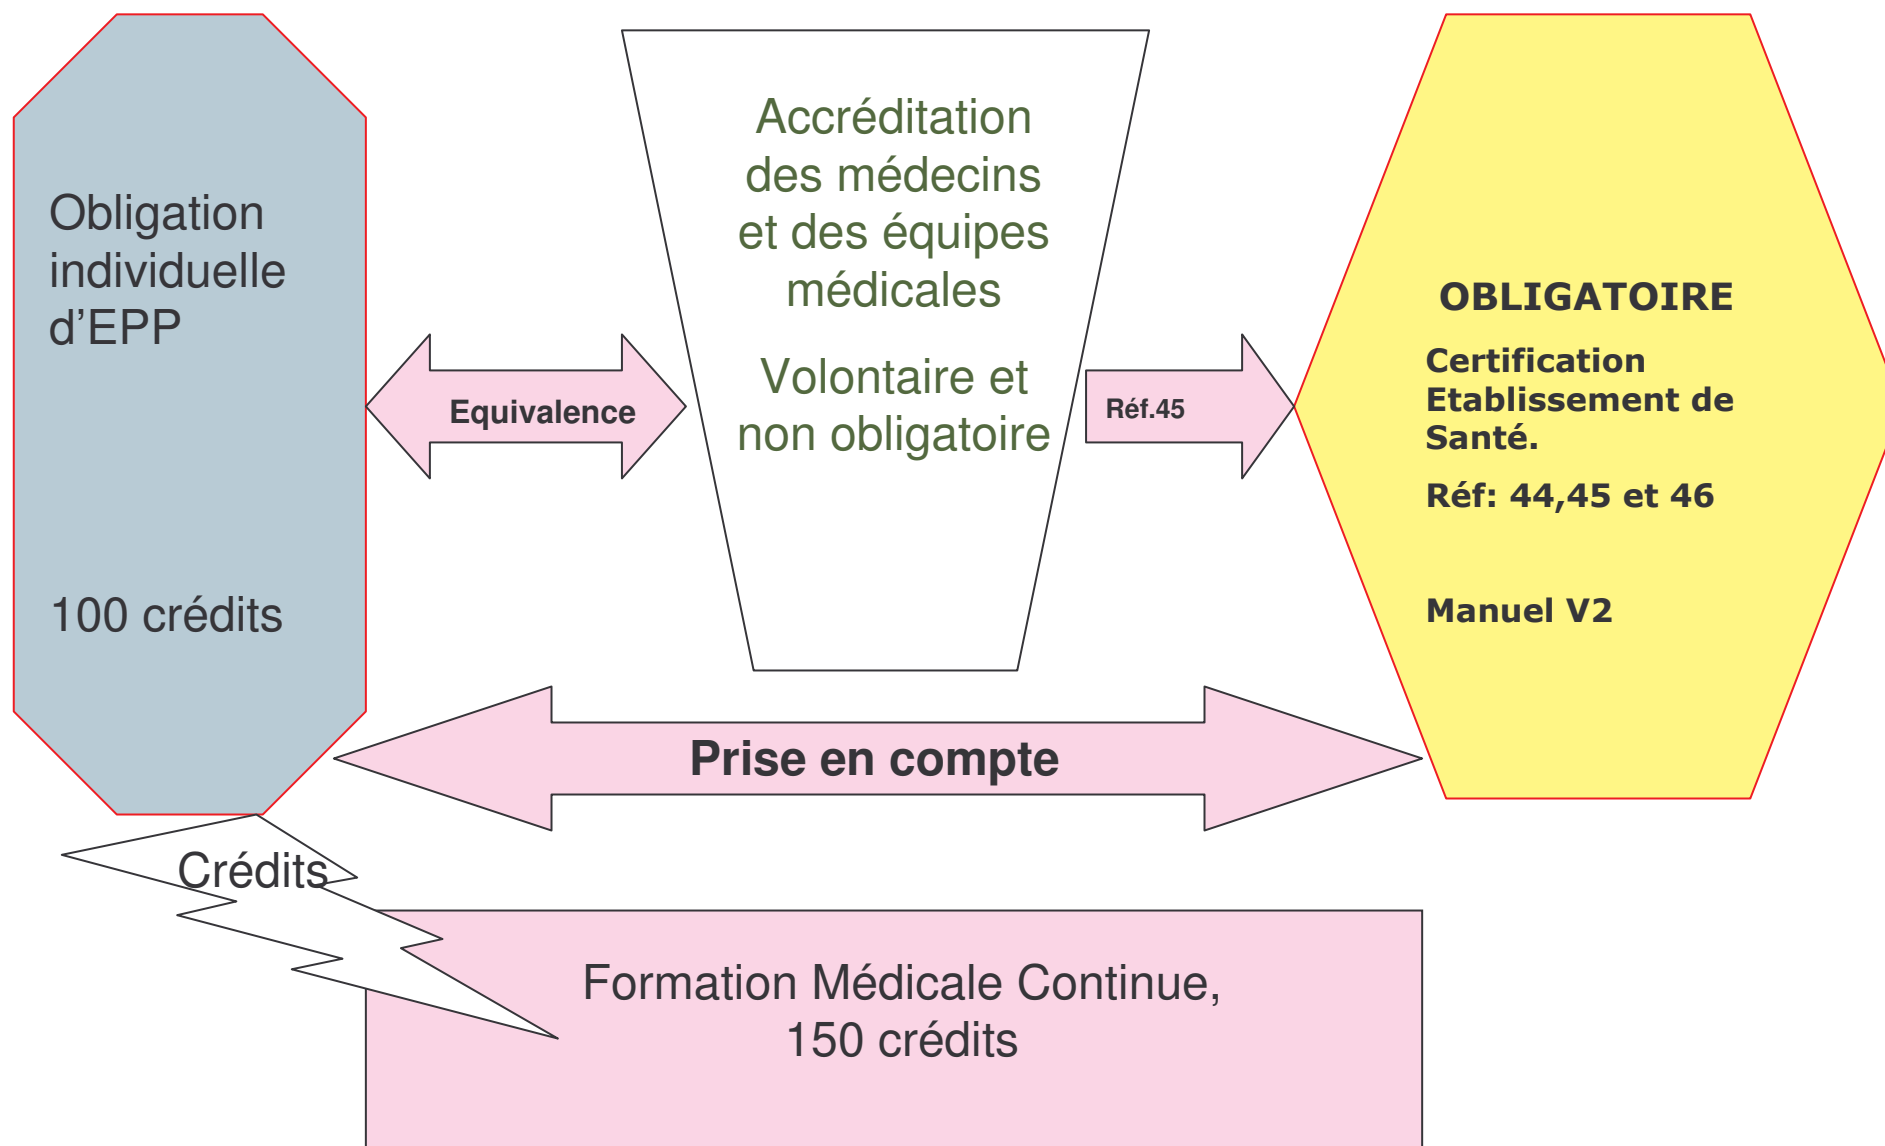 Obligation
individuelle
d'EPP
100 crédits
Equivalence
Accréditation
des médecins
et des équipes
médicales
Volontaire et
non obligatoire
Réf.45
OBLIGATOIRE
Certification
Etablissement de
Santé.
Réf: 44,45 et 46
Manuel V2
Prise en compte
Crédits
Formation Médicale Continue,
150 crédits